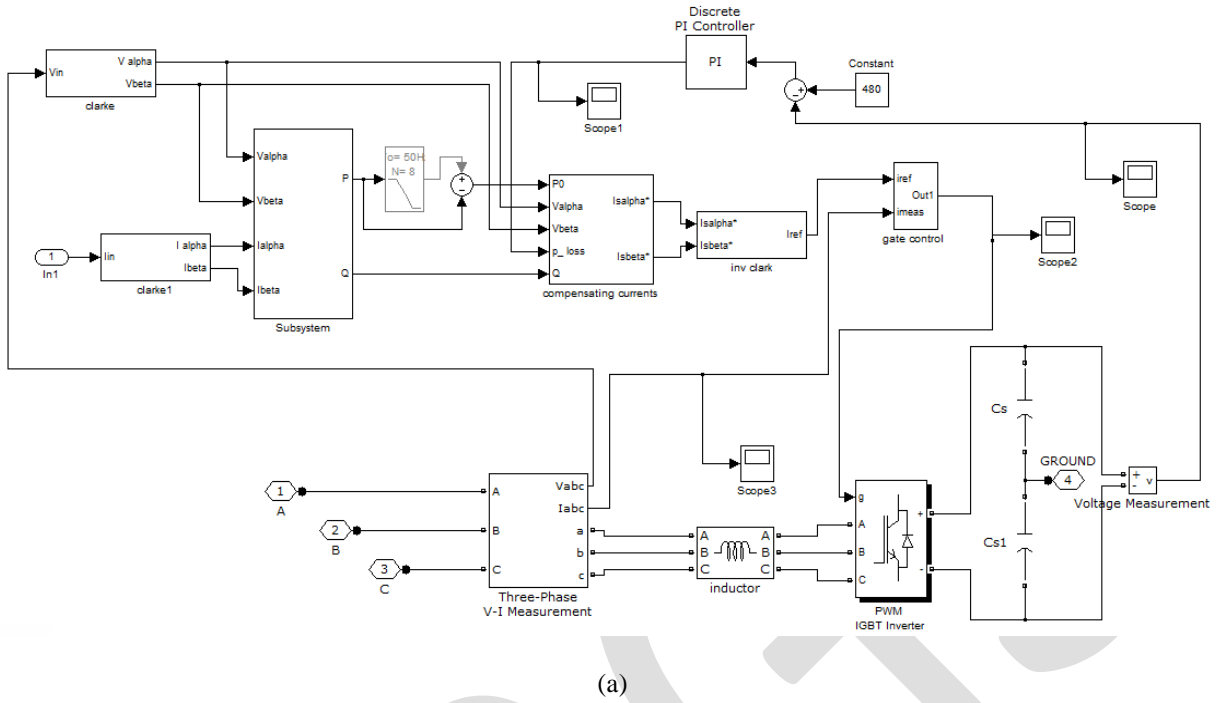 Discrete
PI Controller
PI
Constant
480
Vin
V alpha
Vbeta
clarke
Scope1
Scope
Valpha
Vbeta
Ialpha
Ibeta
P
Q
Subsystem
o= 50H
N= 8
P0
Valpha
Vbeta
p_ loss
Q
Isalpha*
Isbeta*
compensating currents
Isalpha*
Isbeta*
Iref
inv clark
iref
imeas
Out1
gate control
Scope2
1
In1
Iin
I alpha
Ibeta
clarke1
Cs
GROUND
4
Cs1
+
-
v
Voltage Measurement
Scope3
1
A
2
B
3
C
A
B
C
Vabc
Iabc
a
b
c
Three-Phase
V-I Measurement
A
B
C
A
B
C
inductor
g
A
B
C
+
-
PWM
IGBT Inverter
(a)